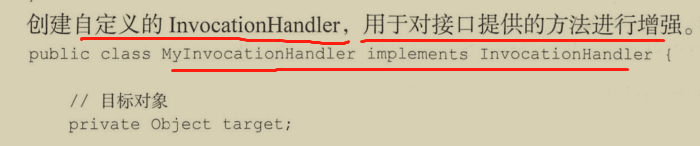 创建自定义的 InvocationHandler，用于对接口提供的方法进行增强。
public class MyInvocationHandler implements InvocationHandler {
// 目标对象
private Object target;